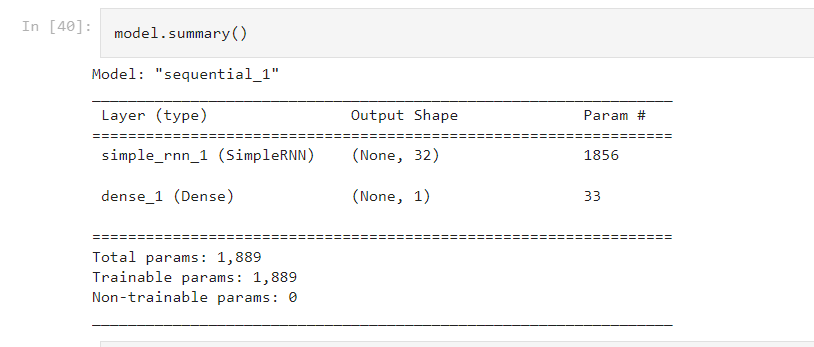 In [40]: model.summary()
Model: "sequential_1"
_________________________________________________________________
Layer (type) Output Shape Param #
=================================================================
simple_rnn_1 (SimpleRNN) (None, 32) 1856
dense_1 (Dense) (None, 1) 33
=================================================================
Total params: 1,889
Trainable params: 1,889
Non-trainable params: 0
_________________________________________________________________